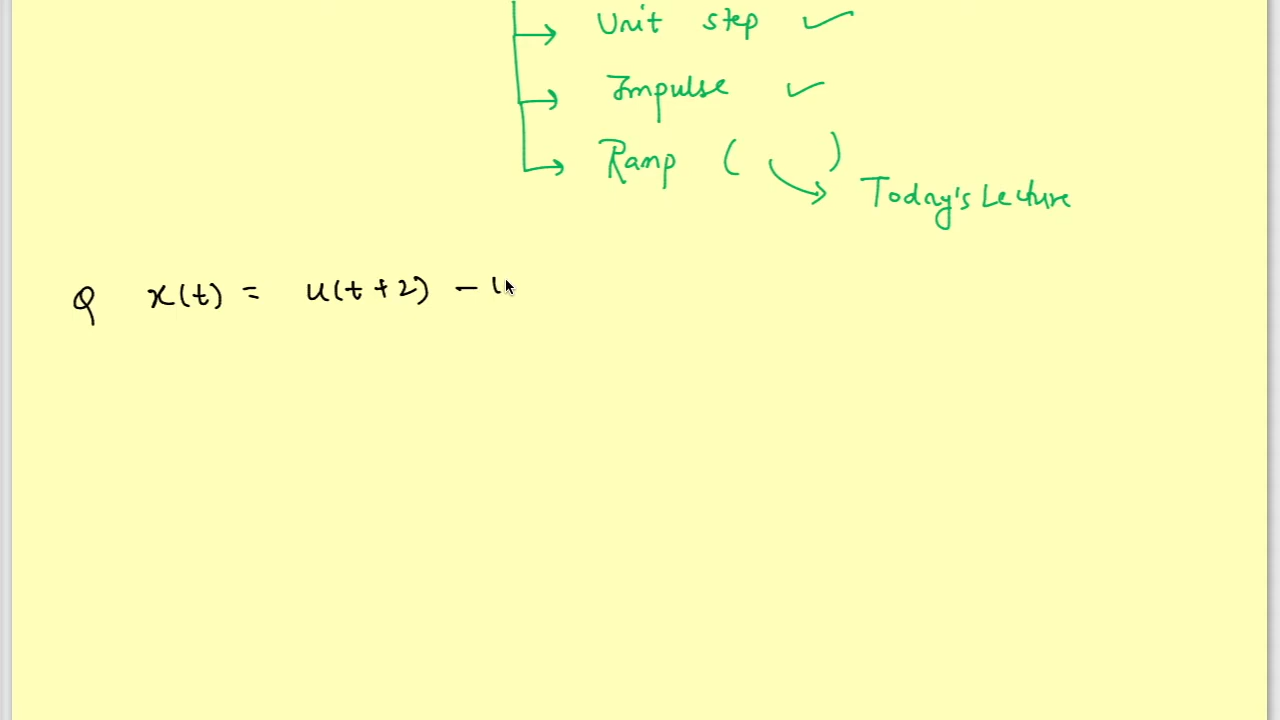 Unit step ✓
Impulse ✓
Ramp ( )
Today's Lecture
Q x(t) = u(t+2) -